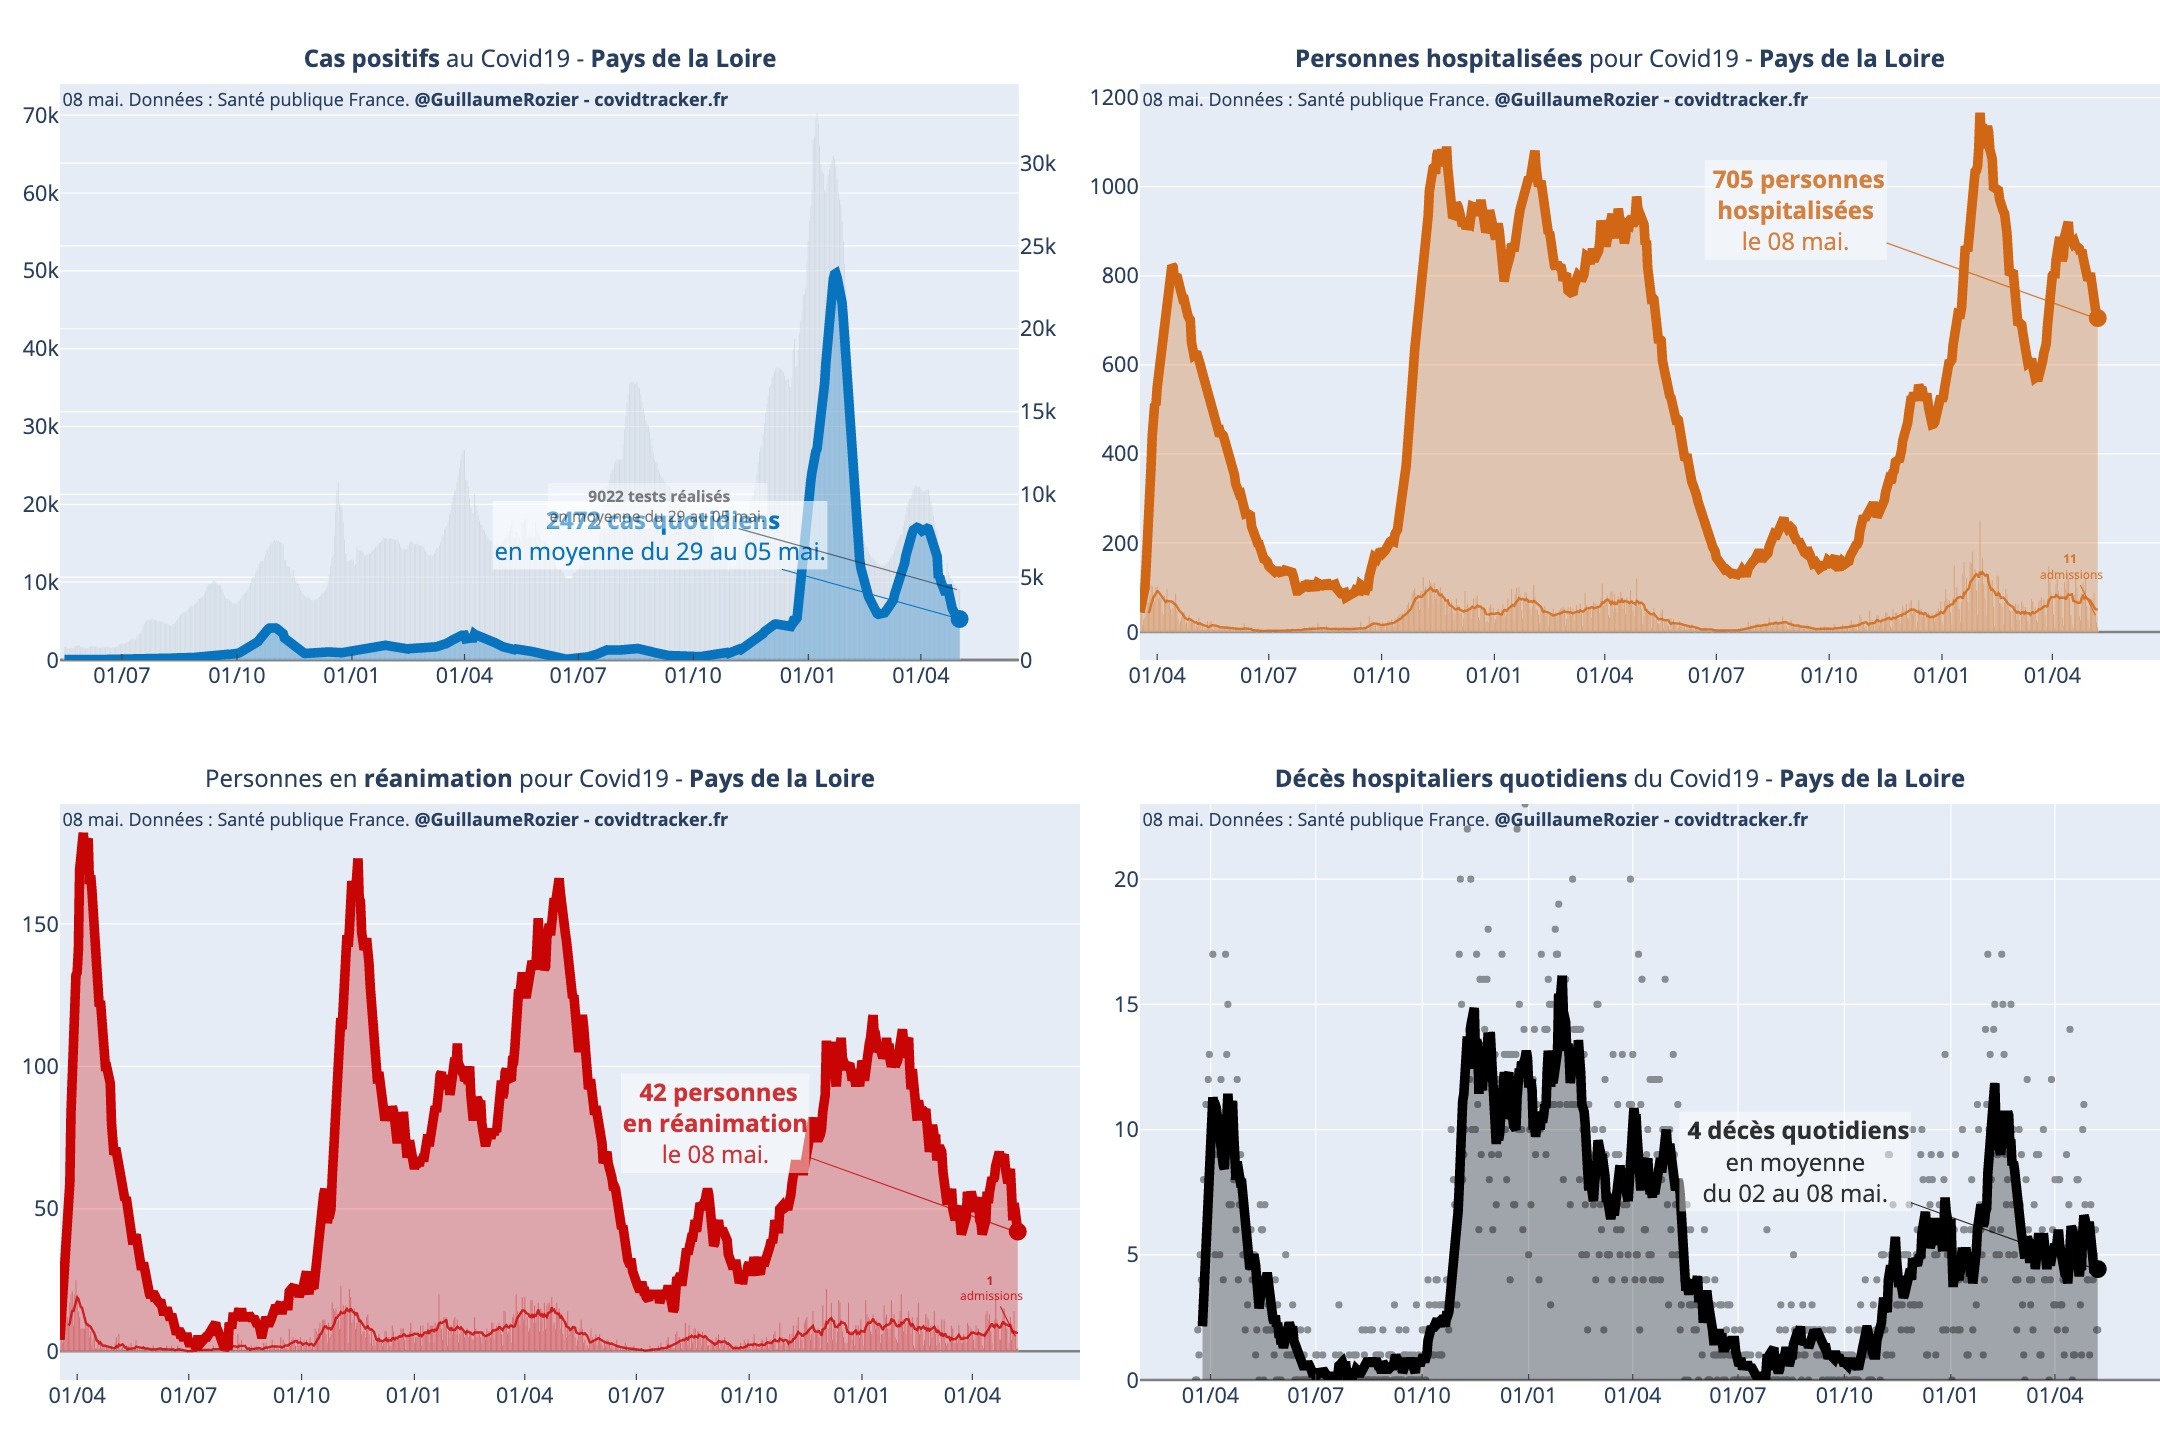 Cas positifs au Covid19 - Pays de la Loire
08 mai. Données : Santé publique France. @GuillaumeRozier - covidtracker.fr
70k
60k
50k
40k
30k
20k
10k
0
30k
25k
20k
15k
10k
5k
0
9022 tests réalisés
en moyenne du 29 au 05 mai.
2472 cas quotidiens
en moyenne du 29 au 05 mai.
01/07 01/10 01/01 01/04 01/07 01/10 01/01 01/04
Personnes hospitalisées pour Covid19 - Pays de la Loire
08 mai. Données : Santé publique France. @GuillaumeRozier - covidtracker.fr
1200
1000
800
600
400
200
0
705 personnes
hospitalisées
le 08 mai.
11
admissions
01/04 01/07 01/10 01/01 01/04 01/07 01/10 01/01 01/04
Personnes en réanimation pour Covid19 - Pays de la Loire
08 mai. Données : Santé publique France. @GuillaumeRozier - covidtracker.fr
150
100
50
0
42 personnes
en réanimation
le 08 mai.
1
admissions
01/04 01/07 01/10 01/01 01/04 01/07 01/10 01/01 01/04
Décès hospitaliers quotidiens du Covid19 - Pays de la Loire
08 mai. Données : Santé publique France. @GuillaumeRozier - covidtracker.fr
20
15
10
5
0
4 décès quotidiens
en moyenne
du 02 au 08 mai.
01/04 01/07 01/10 01/01 01/04 01/07 01/10 01/01 01/04